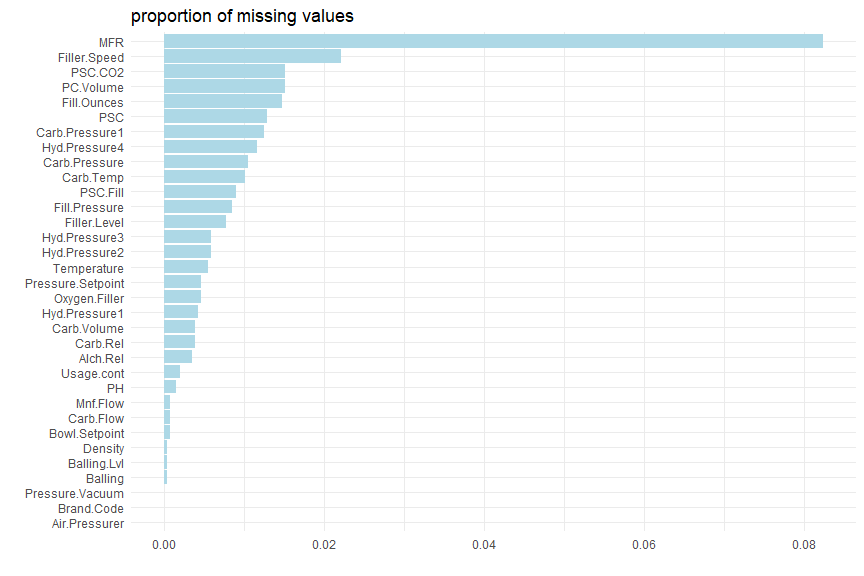 proportion of missing values
MFR
Filler.Speed
PSC.CO2
PC.Volume
Fill.Ounces
PSC
Carb.Pressure1
Hyd.Pressure4
Carb.Pressure
Carb.Temp
PSC.Fill
Fill.Pressure
Filler.Level
Hyd.Pressure3
Hyd.Pressure2
Temperature
Pressure.Setpoint
Oxygen.Filler
Hyd.Pressure1
Carb.Volume
Carb.Rel
Alch.Rel
Usage.cont
PH
Mnf.Flow
Carb.Flow
Bowl.Setpoint
Density
Balling.Lvl
Balling
Pressure.Vacuum
Brand.Code
Air.Pressurer
0.00 0.02 0.04 0.06 0.08